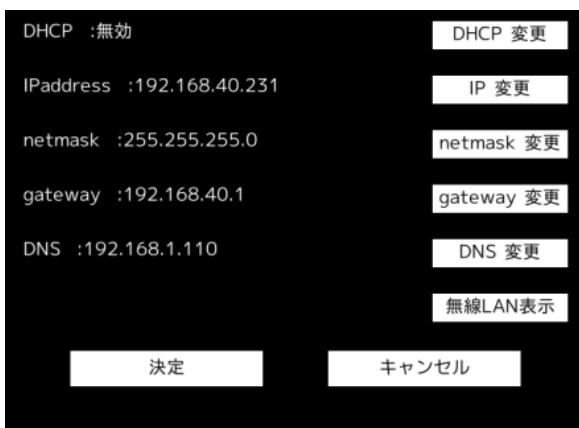 DHCP :無効 DHCP 変更
IPaddress :192.168.40.231 IP 変更
netmask :255.255.255.0 netmask 変更
gateway :192.168.40.1 gateway 変更
DNS :192.168.1.110 DNS 変更
無線LAN表示
決定 キャンセル